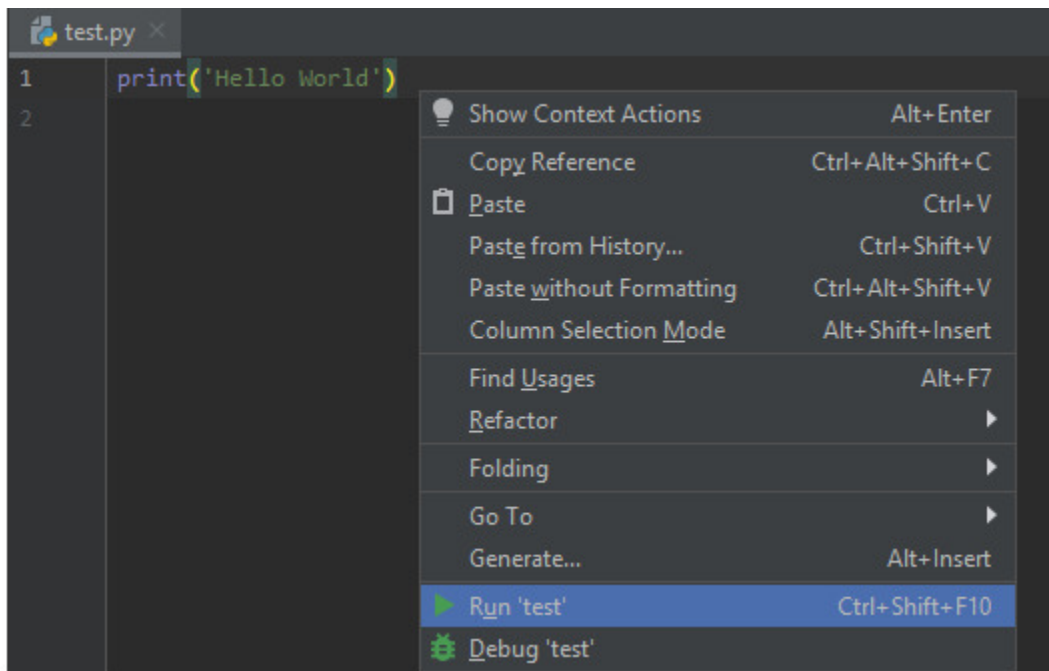 test.py
1 print('Hello World')
2
Show Context Actions Alt+Enter
Copy Reference Ctrl+Alt+Shift+C
Paste Ctrl+V
Paste from History... Ctrl+Shift+V
Paste without Formatting Ctrl+Alt+Shift+V
Column Selection Mode Alt+Shift+Insert
Find Usages Alt+F7
Refactor
Folding
Go To
Generate... Alt+Insert
Run 'test' Ctrl+Shift+F10
Debug 'test'